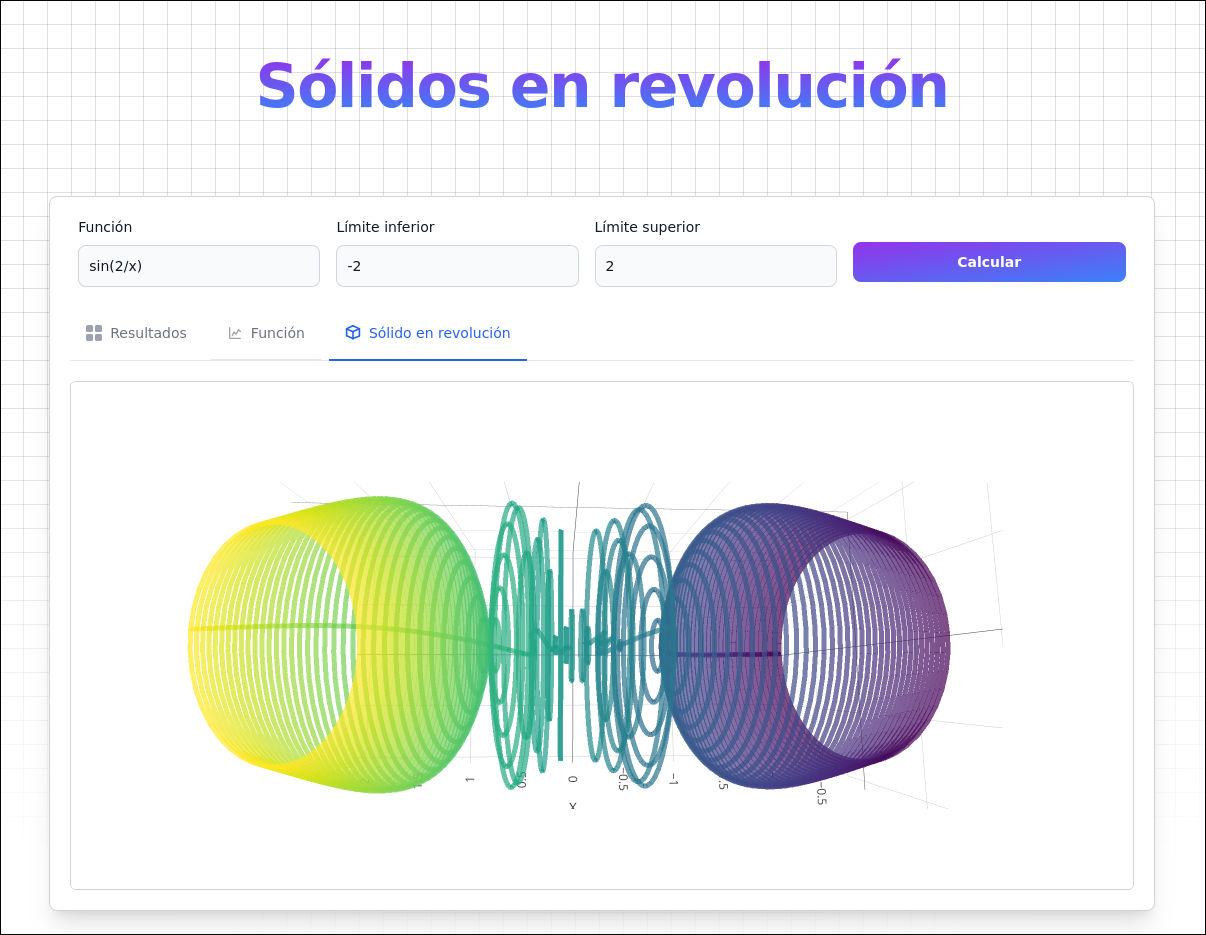 Sólidos en revolución
Función
Límite inferior
Límite superior
sin(2/x)
-2
2
Calcular
Resultados
Función
Sólido en revolución
1
0.5
0
−0.5
−1
−0.5